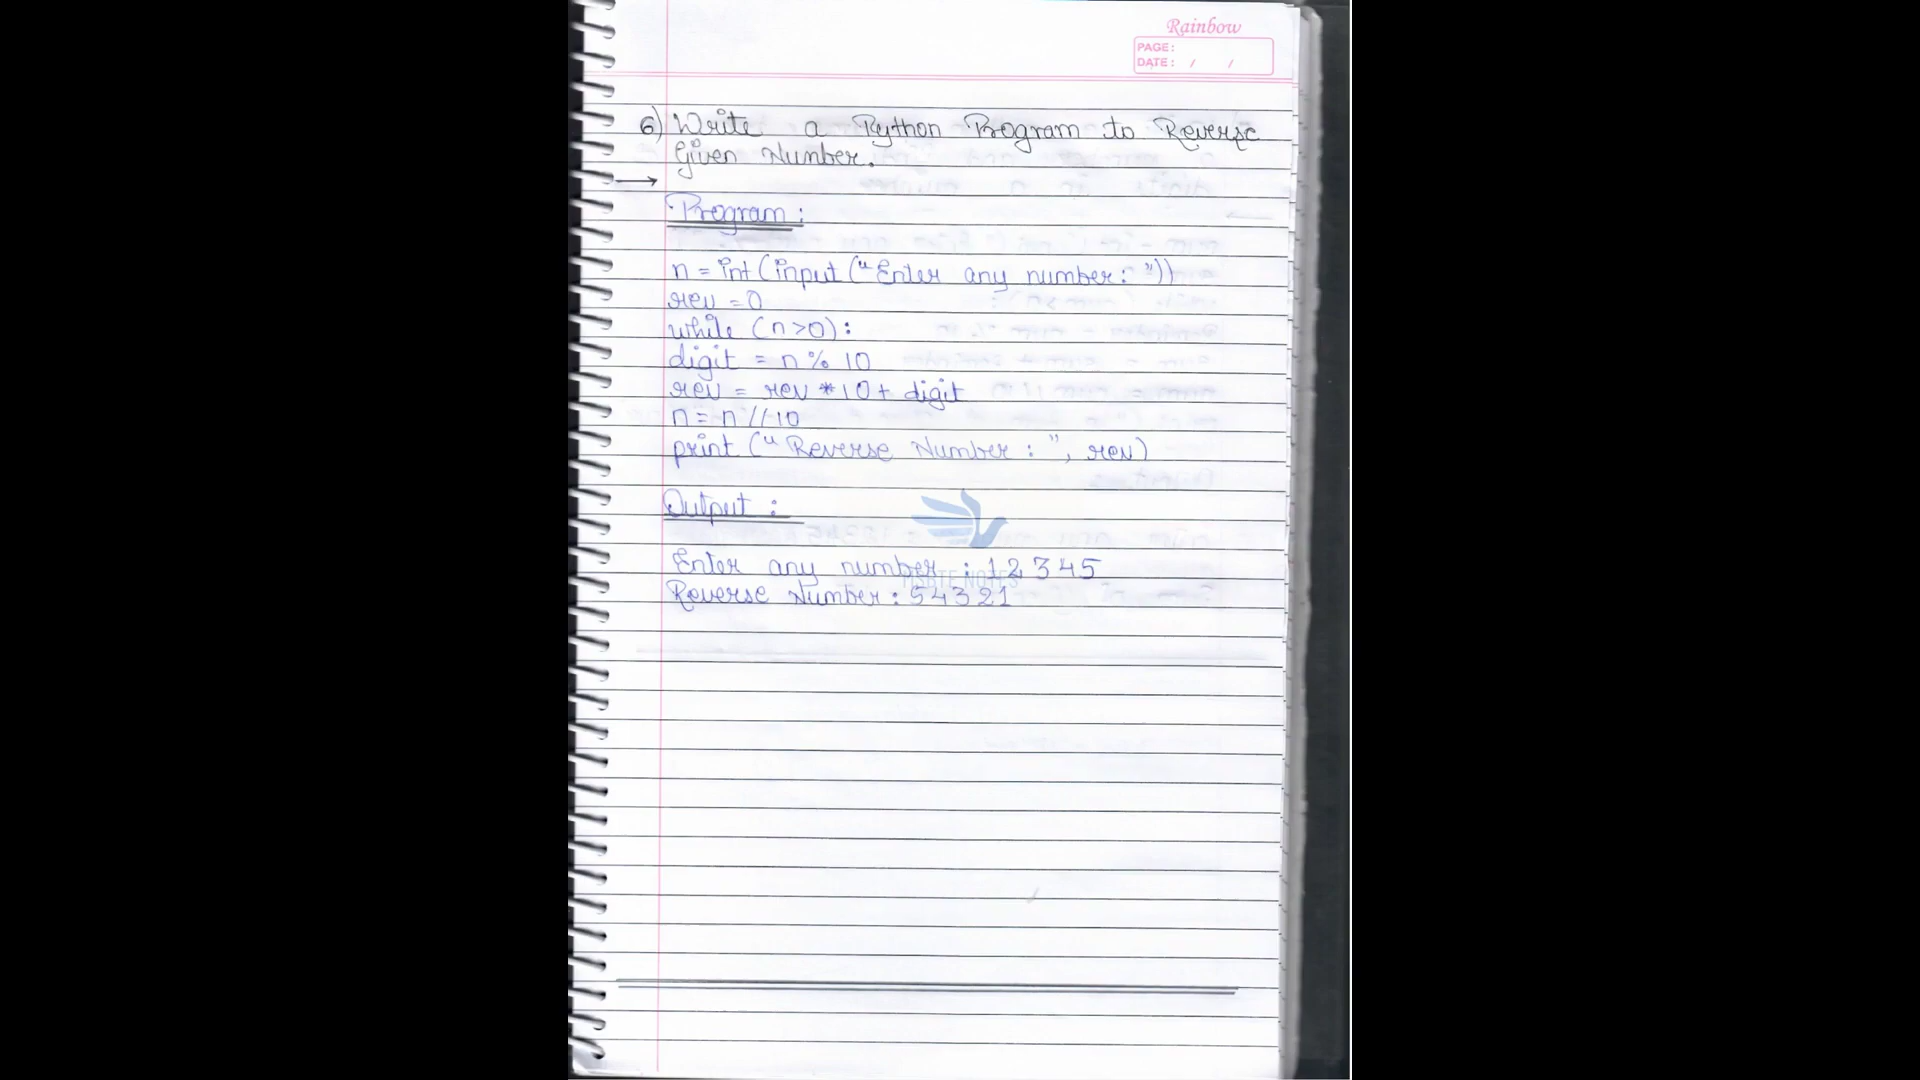 Rainbow
PAGE:
DATE: / /
6) Write a Python Program to Reverse
Given Number.
→
Program:
n = int(input("Enter any number: "))
rev = 0
while (n>0):
digit = n % 10
rev = rev *10 + digit
n = n // 10
print ("Reverse Number : ", rev)
Output :
Enter any number : 12345
MSBTE NOTES
Reverse Number : 54321